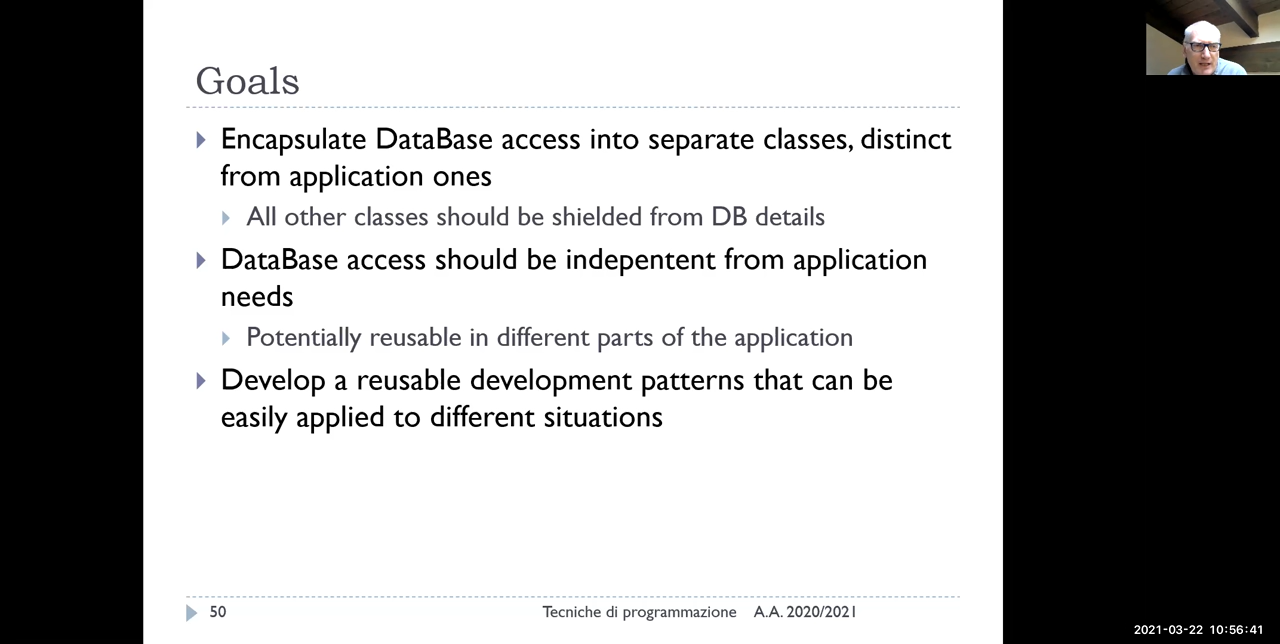 Goals
Encapsulate DataBase access into separate classes, distinct
from application ones
All other classes should be shielded from DB details
DataBase access should be indepentent from application
needs
Potentially reusable in different parts of the application
Develop a reusable development patterns that can be
easily applied to different situations
50
Tecniche di programmazione A.A. 2020/2021
2021-03-22 10:56:41